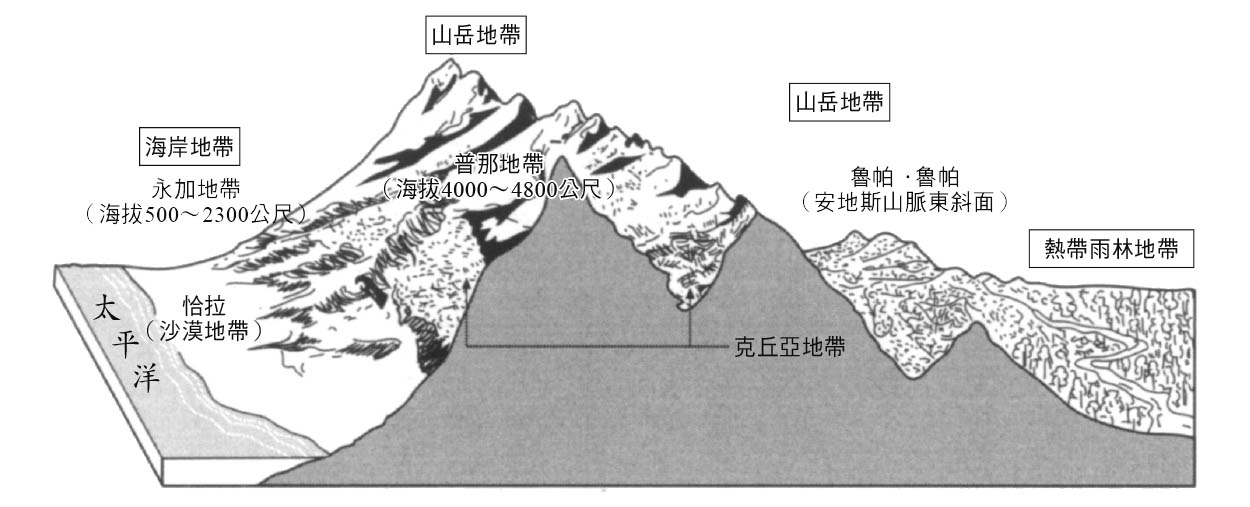 山岳地帶
山岳地帶
海岸地帶
永加地帶
（海拔500～2300公尺）
普那地帶
（海拔4000～4800公尺）
魯帕 ‧魯帕
（安地斯山脈東斜面）
熱帶雨林地帶
太平洋
恰拉
（沙漠地帶）
克丘亞地帶